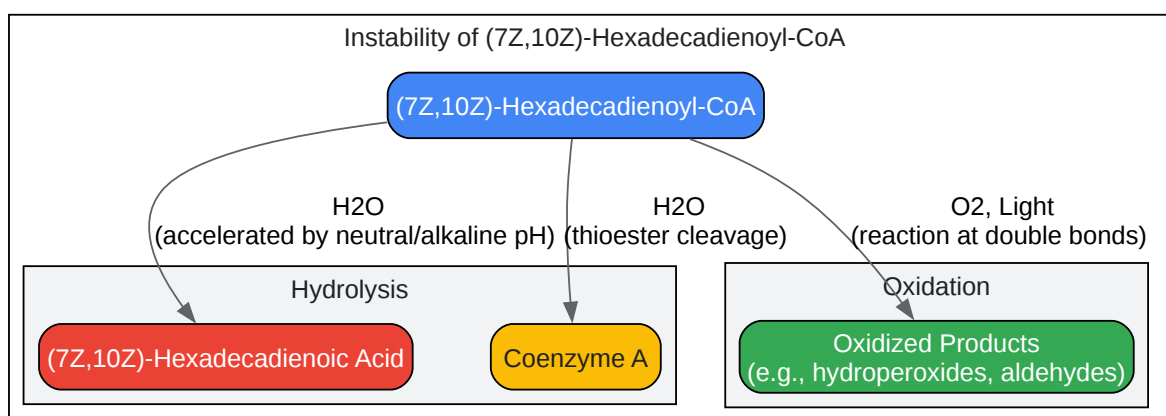 Instability of (7Z,10Z)-Hexadecadienoyl-CoA
(7Z,10Z)-Hexadecadienoyl-CoA
H2O
(accelerated by neutral/alkaline pH)
H2O
(thioester cleavage)
O2, Light
(reaction at double bonds)
Hydrolysis
Oxidation
(7Z,10Z)-Hexadecadienoic Acid
Coenzyme A
Oxidized Products
(e.g., hydroperoxides, aldehydes)